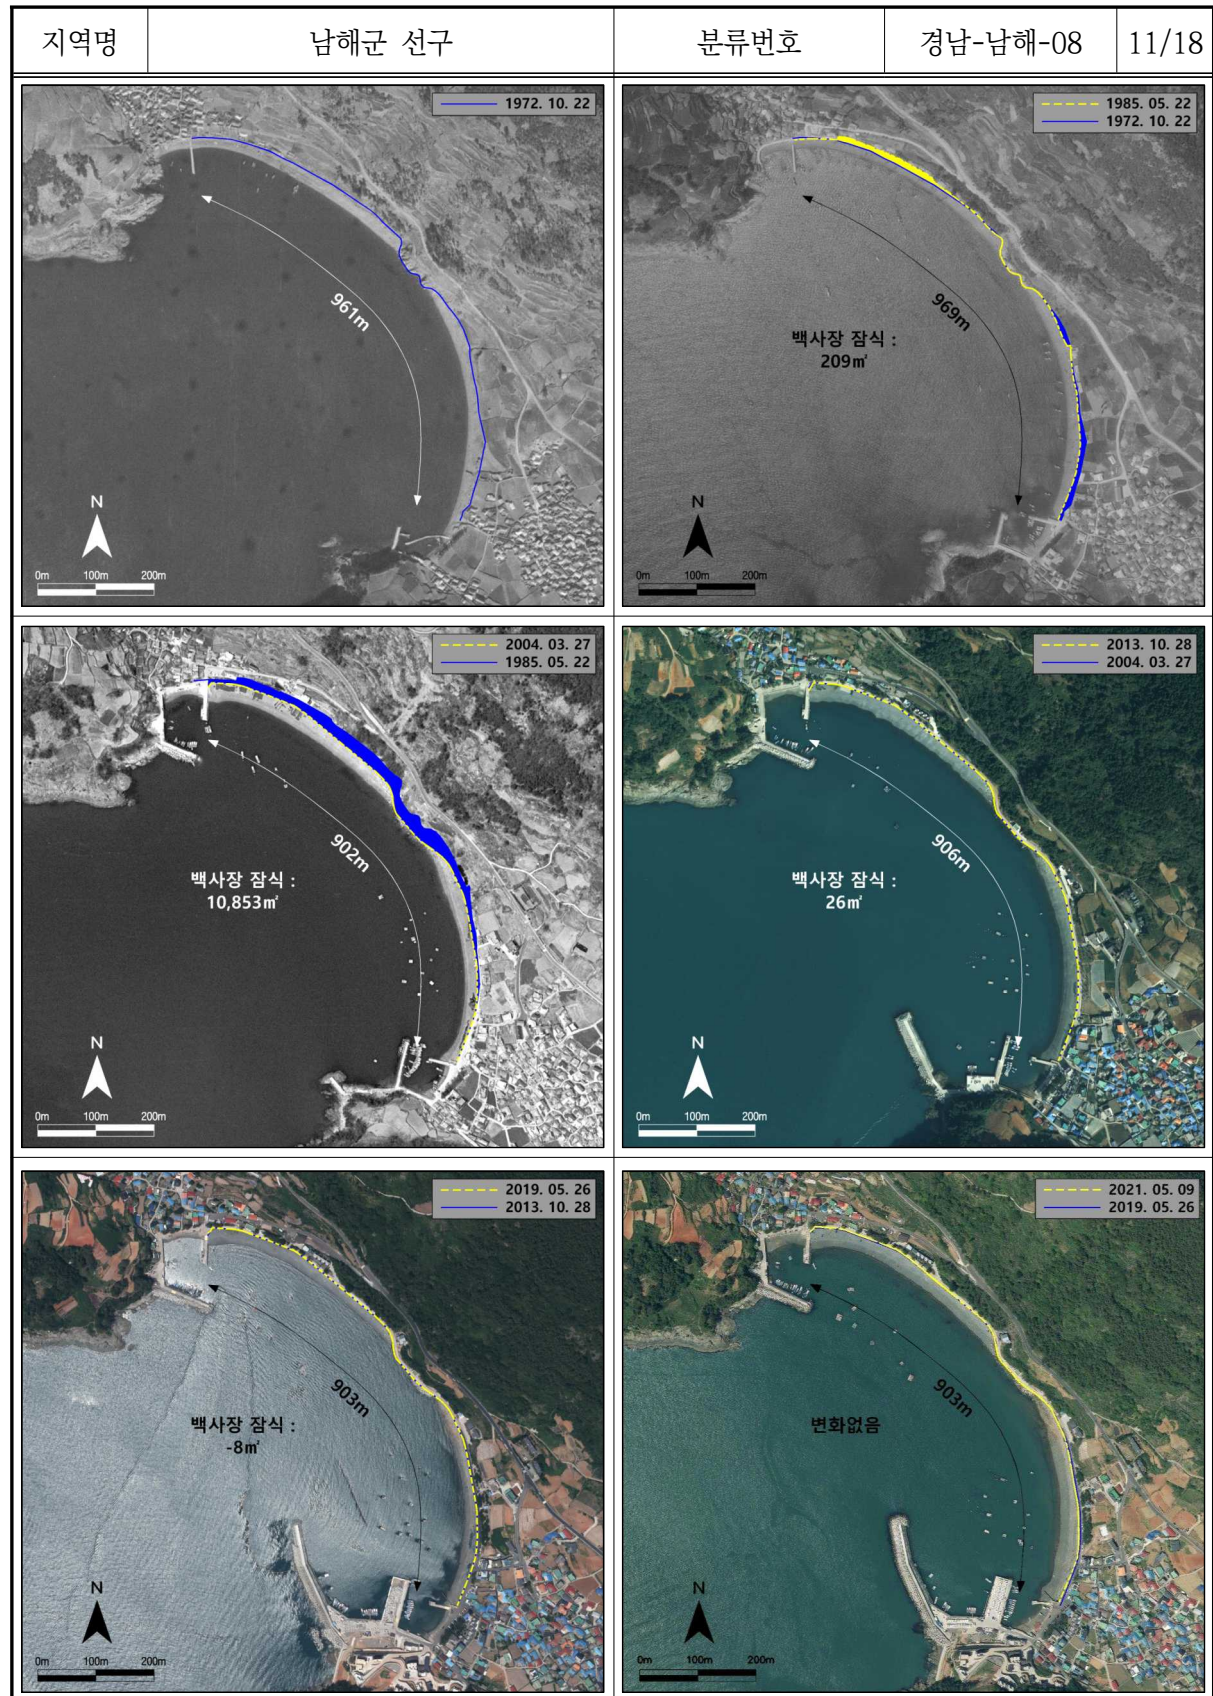 지역명 남해군 선구 분류번호 경남-남해-08 11/18
1972. 10. 22
961m
N
0m 100m 200m
1985. 05. 22
1972. 10. 22
969m
백사장 잠식 :
209㎡
N
0m 100m 200m
2004. 03. 27
1985. 05. 22
902m
백사장 잠식 :
10,853㎡
N
0m 100m 200m
2013. 10. 28
2004. 03. 27
906m
백사장 잠식 :
26㎡
N
0m 100m 200m
2019. 05. 26
2013. 10. 28
903m
백사장 잠식 :
-8㎡
N
0m 100m 200m
2021. 05. 09
2019. 05. 26
903m
변화없음
N
0m 100m 200m